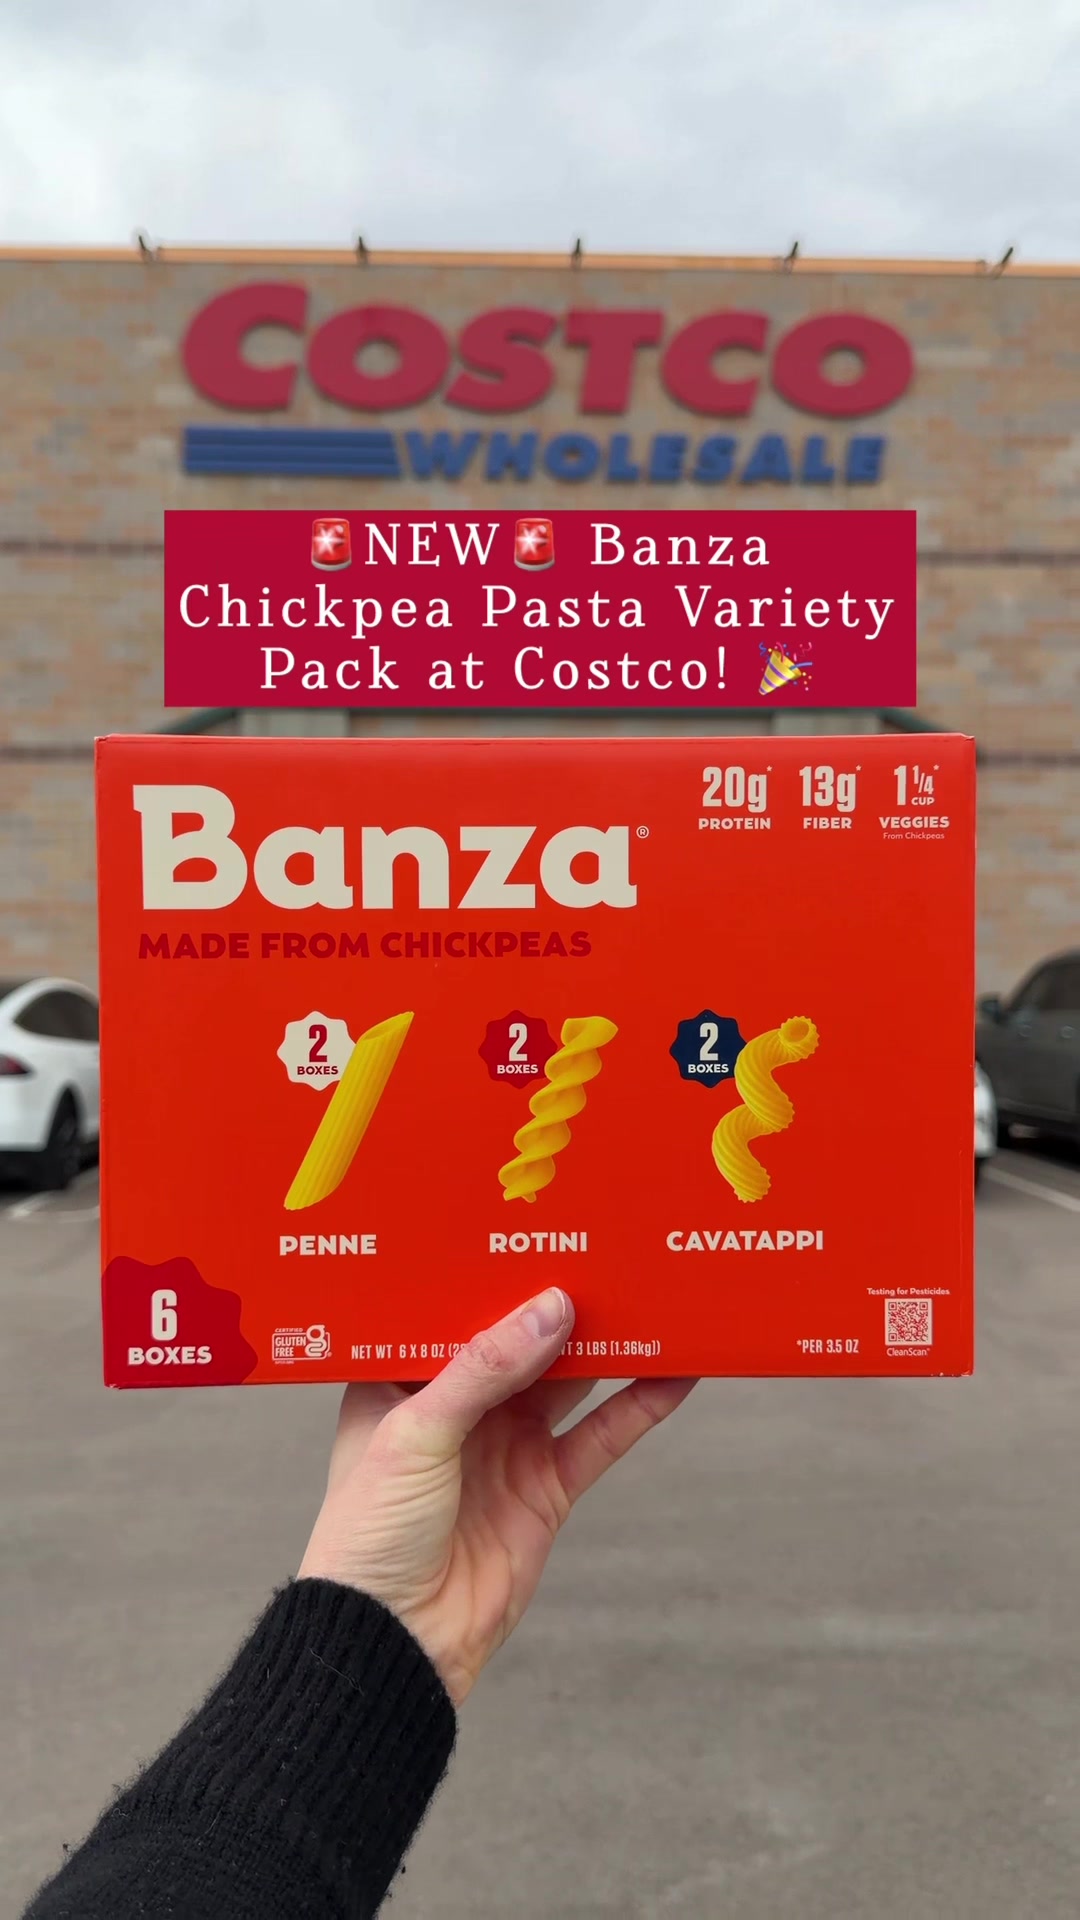 COSTCO
WHOLESALE
🚨NEW🚨 Banza
Chickpea Pasta Variety
Pack at Costco! 🎉
Banza®
MADE FROM CHICKPEAS
20g* PROTEIN
13g* FIBER
1 1/4* CUP VEGGIES
From Chickpeas
2 BOXES
PENNE
2 BOXES
ROTINI
2 BOXES
CAVATAPPI
6 BOXES
CERTIFIED
GLUTEN FREE
NET WT 6 X 8 OZ
3 LBS [1.36kg])
*PER 3.5 OZ
Testing for Pesticides
CleanScan™